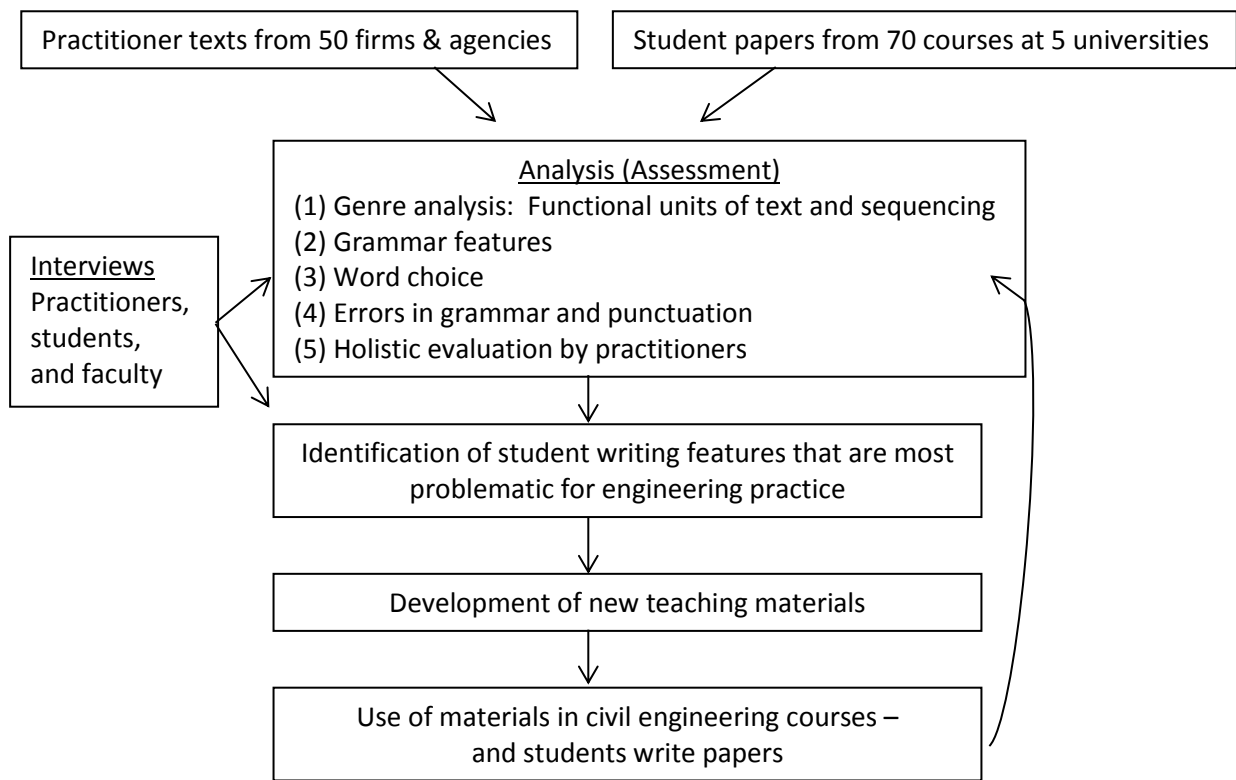 Practitioner texts from 50 firms & agencies
Student papers from 70 courses at 5 universities
Analysis (Assessment)
(1) Genre analysis:  Functional units of text and sequencing
(2) Grammar features
(3) Word choice
(4) Errors in grammar and punctuation
(5) Holistic evaluation by practitioners
Interviews
Practitioners,
students,
and faculty
Identification of student writing features that are most
problematic for engineering practice
Development of new teaching materials
Use of materials in civil engineering courses –
and students write papers